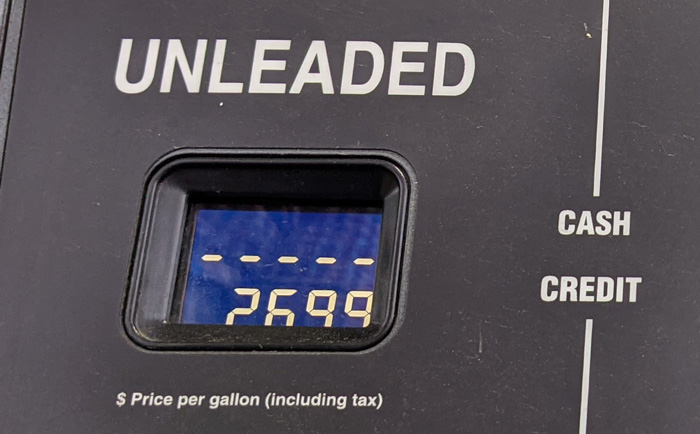 UNLEADED
CASH
- - - - -
CREDIT
2699
$ Price per gallon (including tax)